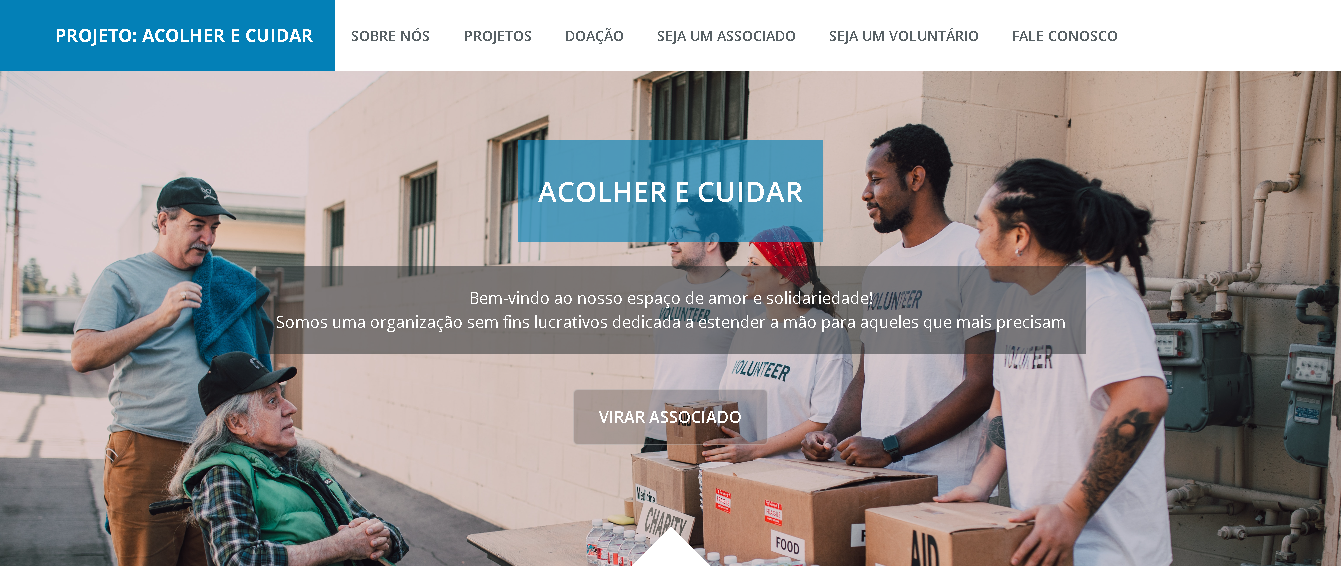 PROJETO: ACOLHER E CUIDAR
SOBRE NÓS
PROJETOS
DOAÇÃO
SEJA UM ASSOCIADO
SEJA UM VOLUNTÁRIO
FALE CONOSCO
ACOLHER E CUIDAR
Bem-vindo ao nosso espaço de amor e solidariedade!
Somos uma organização sem fins lucrativos dedicada a estender a mão para aqueles que mais precisam
VOLUNTEER
VOLUNTEER
VOLUNTEER
VOLUNTEER
VIRAR ASSOCIADO
Medicine
CHARITY
FOOD
F
AID